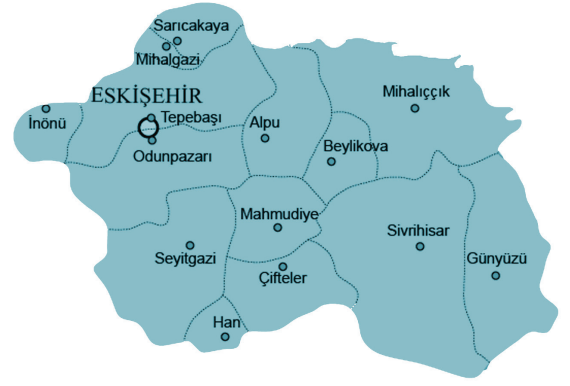 Sarıcakaya
Mihalgazi
ESKİŞEHİR
Mihalıççık
Tepebaşı
İnönü
Alpu
Beylikova
Odunpazarı
Mahmudiye
Sivrihisar
Seyitgazi
Günyüzü
Çifteler
Han